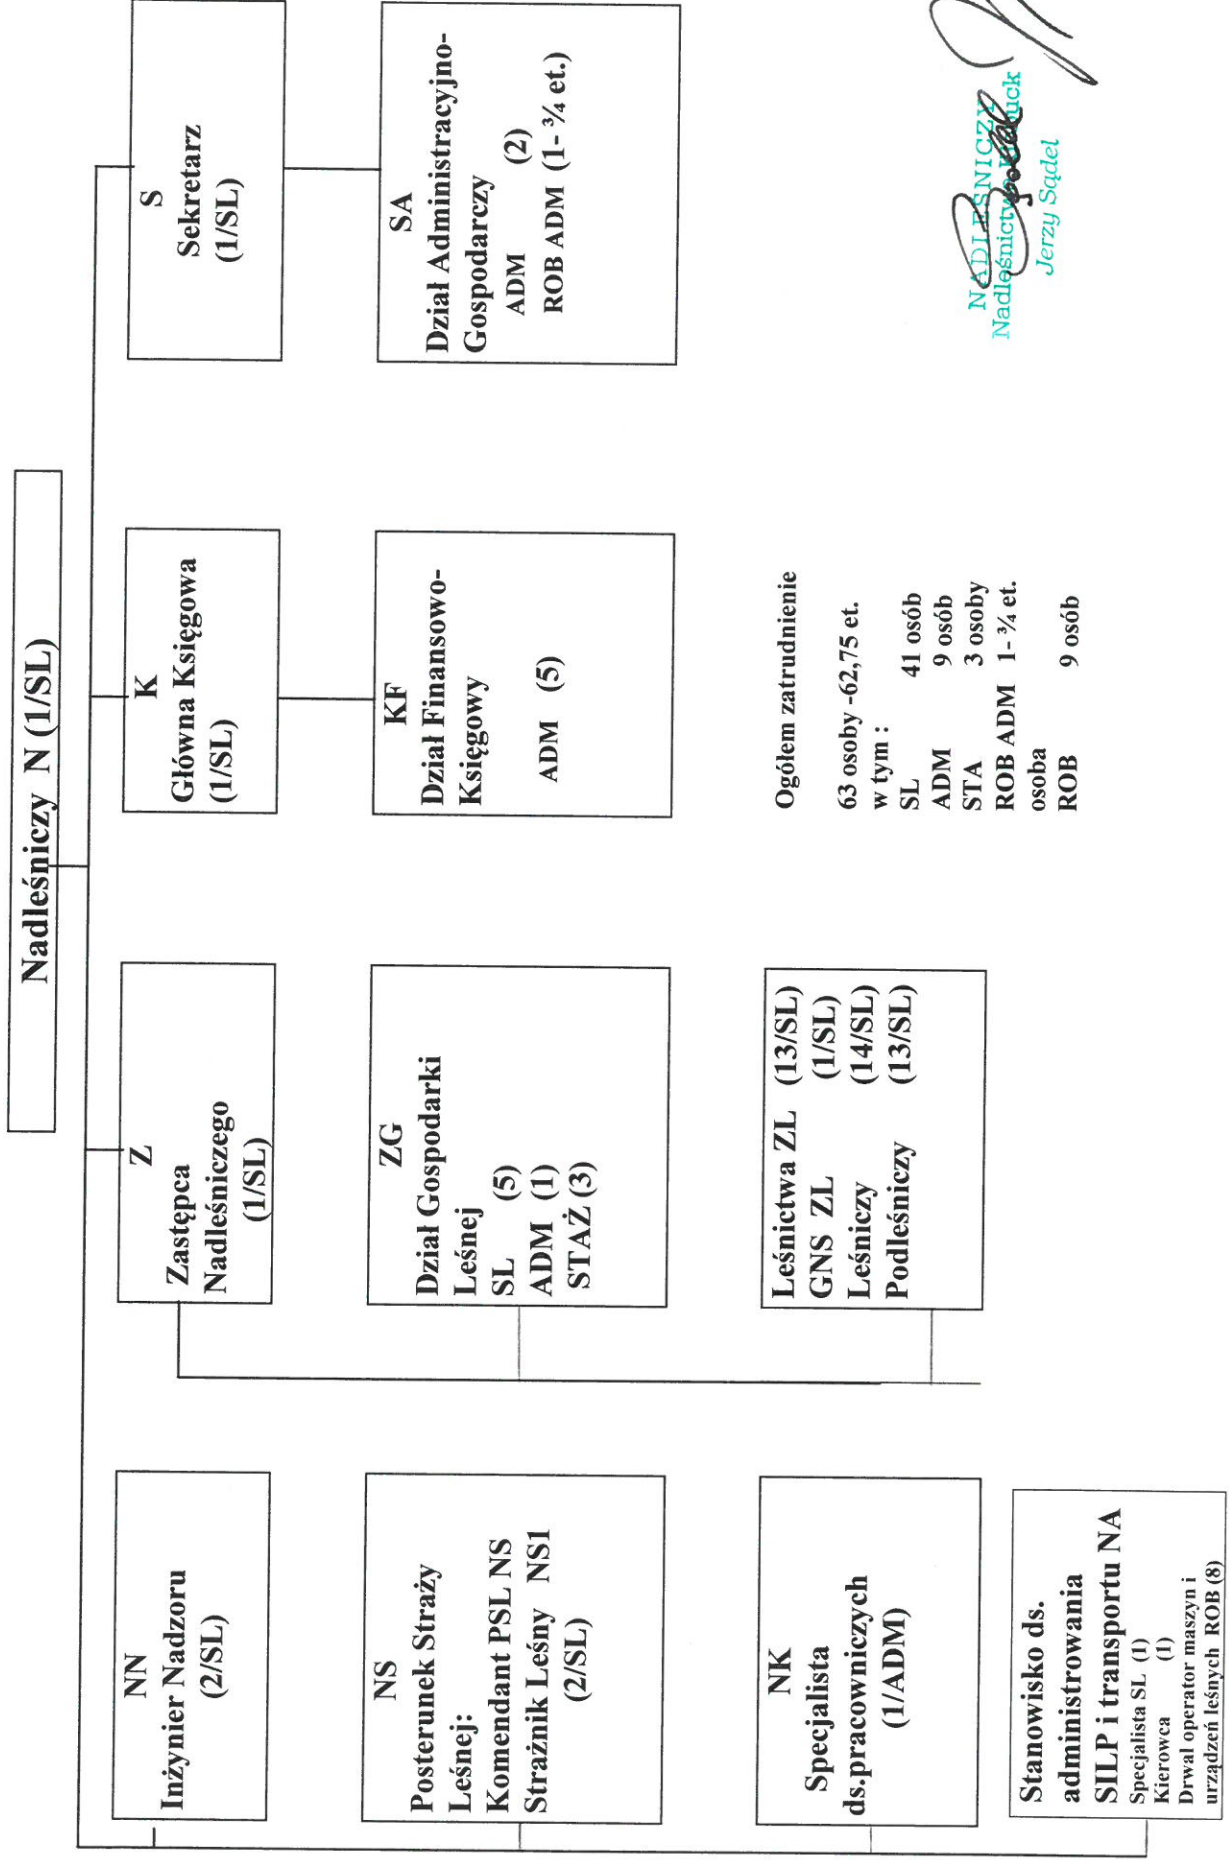 Nadleśniczy N (1/SL)
NN
Inżynier Nadzoru
(2/SL)
Z
Zastępca
Nadleśniczego
(1/SL)
K
Główna Księgowa
(1/SL)
S
Sekretarz
(1/SL)
NS
Posterunek Straży
Leśnej:
Komendant PSL NS
Strażnik Leśny NS1
(2/SL)
ZG
Dział Gospodarki
Leśnej
SL (5)
ADM (1)
STAŻ (3)
KF
Dział Finansowo-
Księgowy
ADM (5)
SA
Dział Administracyjno-
Gospodarczy
ADM (2)
ROB ADM (1- ¾ et.)
NK
Specjalista
ds.pracowniczych
(1/ADM)
Leśnictwa ZL (13/SL)
GNS ZL (1/SL)
Leśniczy (14/SL)
Podleśniczy (13/SL)
Ogółem zatrudnienie
63 osoby -62,75 et.
w tym :
SL 41 osób
ADM 9 osób
STA 3 osoby
ROB ADM 1- ¾ et.
osoba
ROB 9 osób
Stanowisko ds.
administrowania
SILP i transportu NA
Specjalista SL (1)
Kierowca (1)
Drwal operator maszyn i
urządzeń leśnych ROB (8)
NADLEŚNICZY
Nadleśnictwo
Jerzy Sądel